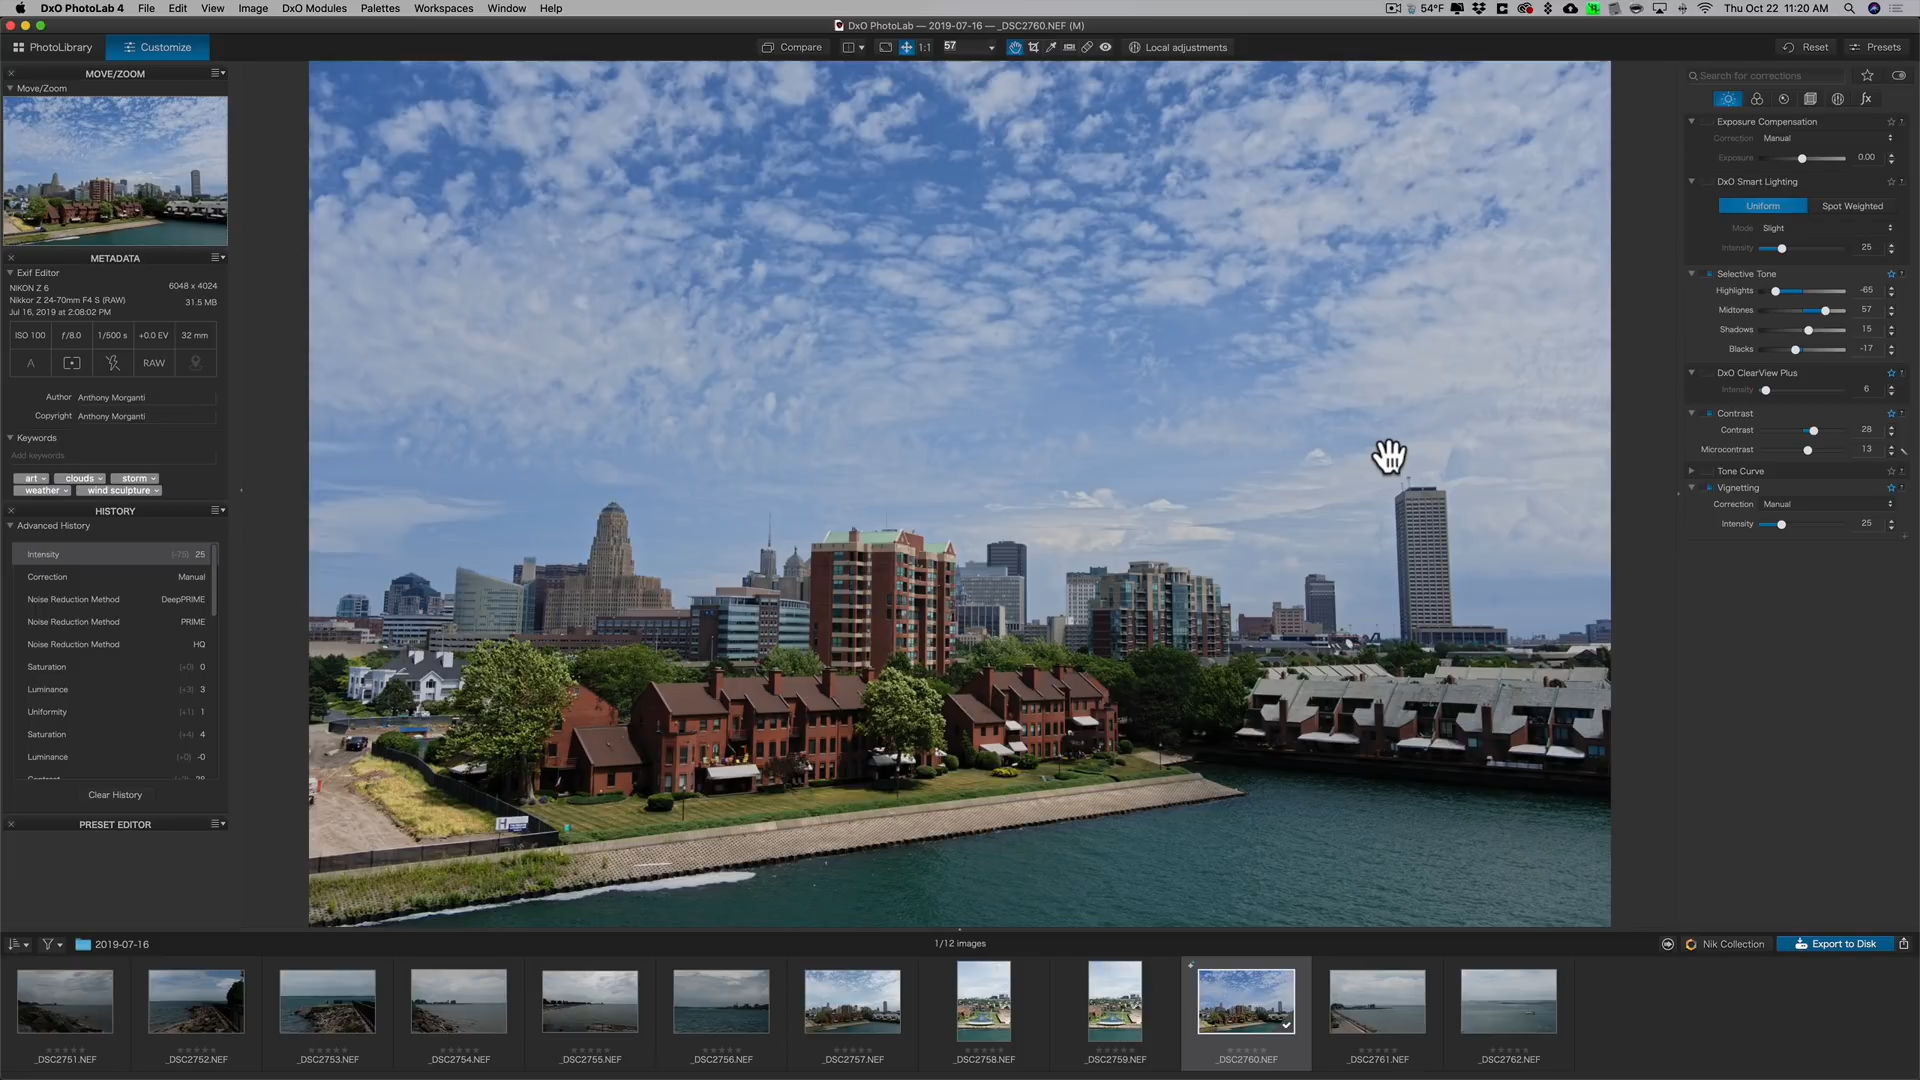 DxO PhotoLab 4 File Edit View Image DxO Modules Palettes Workspaces Window Help 54°F Thu Oct 22 11:20 AM
DxO PhotoLab — 2019-07-16 — _DSC2760.NEF (M)
PhotoLibrary Customize Compare 1:1 57 Local adjustments Reset Presets
MOVE/ZOOM
Move/Zoom
METADATA
Exif Editor
NIKON Z 6 6048 x 4024
Nikkor Z 24-70mm F4 S (RAW) 31.5 MB
Jul 16, 2019 at 2:08:02 PM
ISO 100 ƒ/8.0 1/500 s +0.0 EV 32 mm
A RAW
Author Anthony Morganti
Copyright Anthony Morganti
Keywords
Add keywords
art clouds storm
weather wind sculpture
HISTORY
Advanced History
Intensity (-75) 25
Correction Manual
Noise Reduction Method DeepPRIME
Noise Reduction Method PRIME
Noise Reduction Method HQ
Saturation (+0) 0
Luminance (+3) 3
Uniformity (+1) 1
Saturation (+4) 4
Luminance (+0) -0
Clear History
PRESET EDITOR
Search for corrections
fx
Exposure Compensation
Correction Manual
Exposure 0.00
DxO Smart Lighting
Uniform Spot Weighted
Mode Slight
Intensity 25
Selective Tone
Highlights -65
Midtones 57
Shadows 15
Blacks -17
DxO ClearView Plus
Intensity 6
Contrast
Contrast 28
Microcontrast 13
Tone Curve
Vignetting
Correction Manual
Intensity 25
2019-07-16 1/12 images Nik Collection Export to Disk
_DSC2751.NEF _DSC2752.NEF _DSC2753.NEF _DSC2754.NEF _DSC2755.NEF _DSC2756.NEF _DSC2757.NEF _DSC2758.NEF _DSC2759.NEF _DSC2760.NEF _DSC2761.NEF _DSC2762.NEF